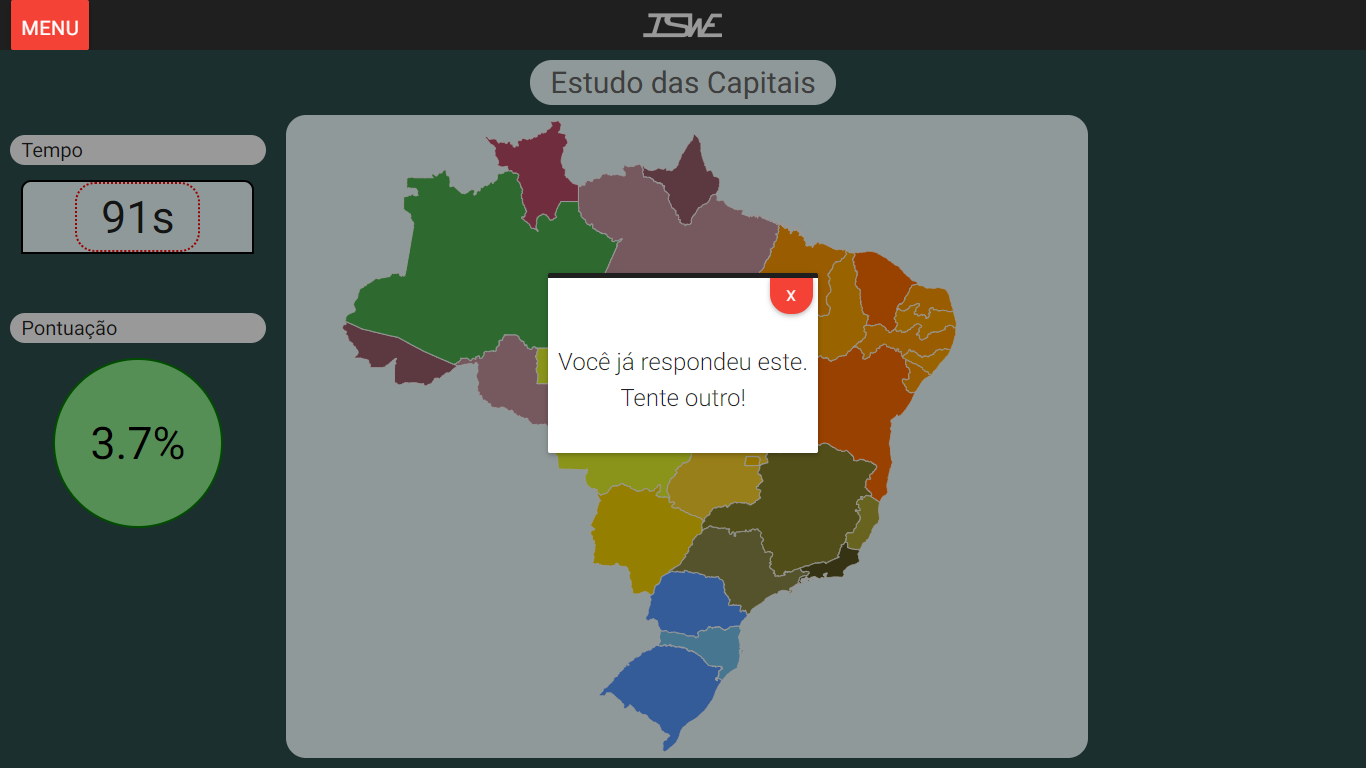 MENU
ISWE
Estudo das Capitais
Tempo
91s
Pontuação
3.7%
X
Você já respondeu este.
Tente outro!